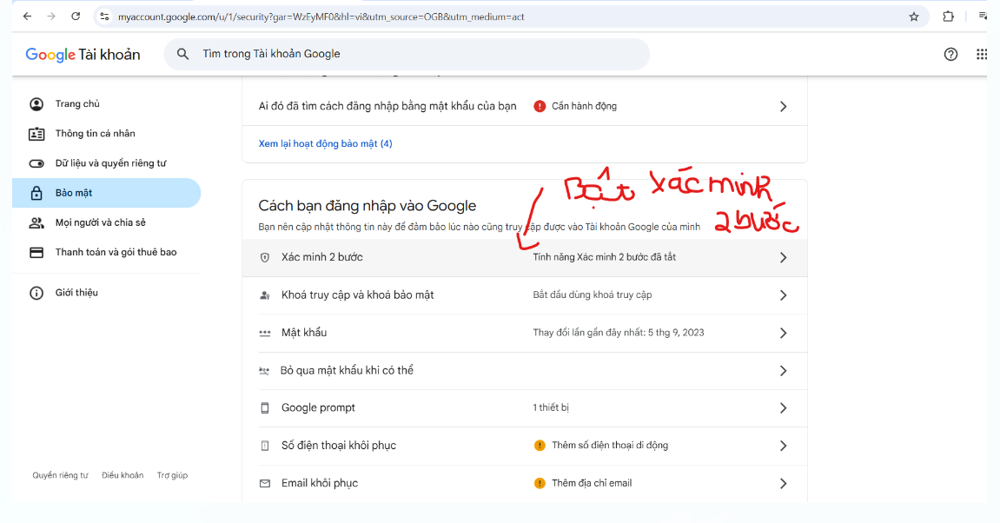 myaccount.google.com/u/1/security?gar=WzEyMF0&hl=vi&utm_source=OGB&utm_medium=act
Google Tài khoản
Tìm trong Tài khoản Google
Trang chủ
Thông tin cá nhân
Dữ liệu và quyền riêng tư
Bảo mật
Mọi người và chia sẻ
Thanh toán và gói thuê bao
Giới thiệu
Quyền riêng tư Điều khoản Trợ giúp
Ai đó đã tìm cách đăng nhập bằng mật khẩu của bạn Cần hành động
Xem lại hoạt động bảo mật (4)
Bật xác minh
2 bước
Cách bạn đăng nhập vào Google
Bạn nên cập nhật thông tin này để đảm bảo lúc nào cũng truy cập được vào Tài khoản Google của mình
Xác minh 2 bước Tính năng Xác minh 2 bước đã tắt
Khoá truy cập và khoá bảo mật Bắt đầu dùng khoá truy cập
Mật khẩu Thay đổi lần gần đây nhất: 5 thg 9, 2023
Bỏ qua mật khẩu khi có thể
Google prompt 1 thiết bị
Số điện thoại khôi phục Thêm số điện thoại di động
Email khôi phục Thêm địa chỉ email